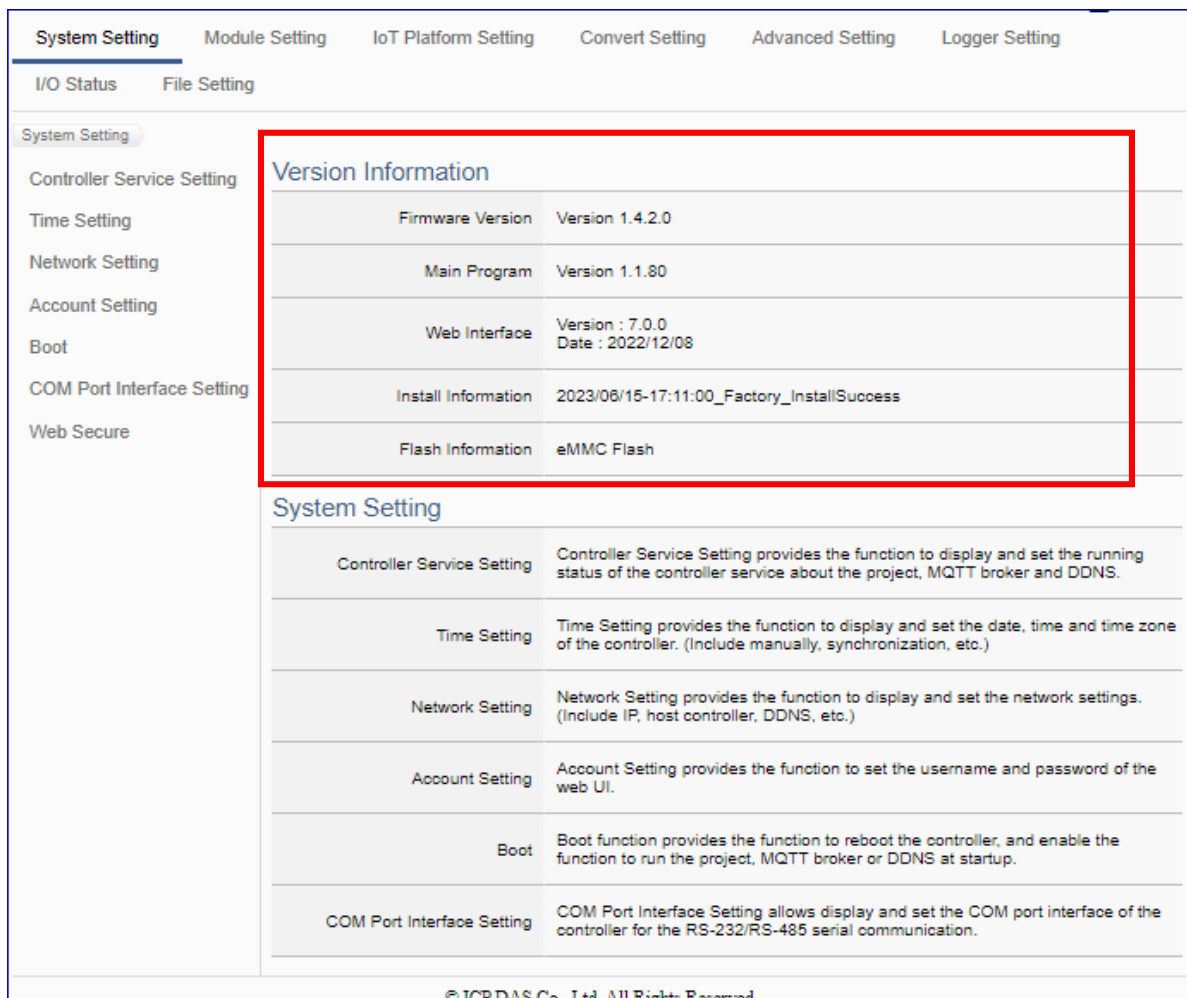 System Setting Module Setting IoT Platform Setting Convert Setting Advanced Setting Logger Setting
I/O Status File Setting
System Setting
Controller Service Setting
Time Setting
Network Setting
Account Setting
Boot
COM Port Interface Setting
Web Secure
Version Information
Firmware Version Version 1.4.2.0
Main Program Version 1.1.80
Web Interface Version : 7.0.0
Date : 2022/12/08
Install Information 2023/06/15-17:11:00_Factory_InstallSuccess
Flash Information eMMC Flash
System Setting
Controller Service Setting Controller Service Setting provides the function to display and set the running
status of the controller service about the project, MQTT broker and DDNS.
Time Setting Time Setting provides the function to display and set the date, time and time zone
of the controller. (Include manually, synchronization, etc.)
Network Setting Network Setting provides the function to display and set the network settings.
(Include IP, host controller, DDNS, etc.)
Account Setting Account Setting provides the function to set the username and password of the
web UI.
Boot Boot function provides the function to reboot the controller, and enable the
function to run the project, MQTT broker or DDNS at startup.
COM Port Interface Setting COM Port Interface Setting allows display and set the COM port interface of the
controller for the RS-232/RS-485 serial communication.
© ICP DAS Co., Ltd. All Rights Reserved